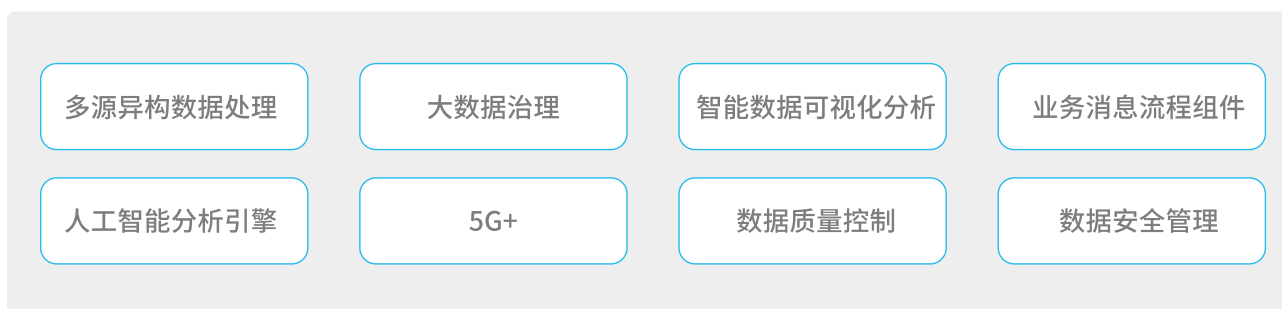 多源异构数据处理
大数据治理
智能数据可视化分析
业务消息流程组件
人工智能分析引擎
5G+
数据质量控制
数据安全管理